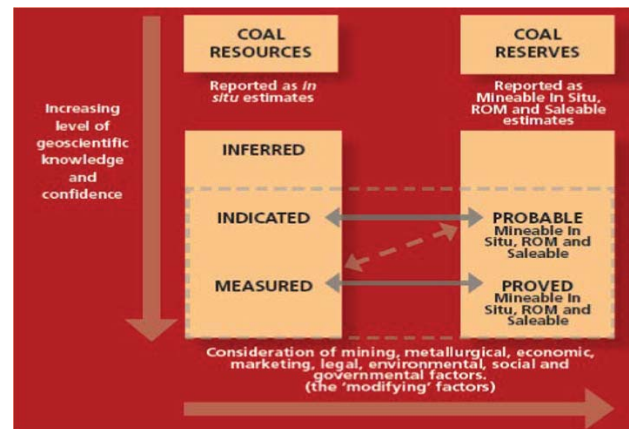 COAL
RESOURCES
COAL
RESERVES
Reported as in
situ estimates
Reported as
Mineable In Situ,
ROM and Saleable
estimates
Increasing
level of
geoscientific
knowledge
and
confidence
INFERRED
INDICATED
PROBABLE
Mineable In
Situ, ROM and
Saleable
MEASURED
PROVED
Mineable In
Situ, ROM and
Saleable
Consideration of mining, metallurgical, economic,
marketing, legal, environmental, social and
governmental factors.
(the 'modifying' factors)